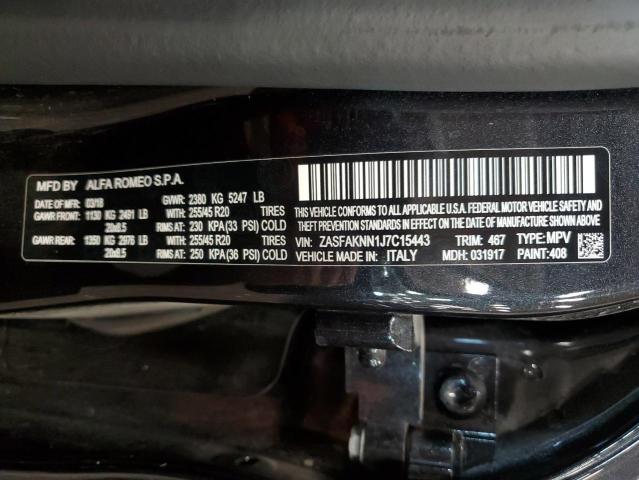 MFD BY ALFA ROMEO S.P.A.
DATE OF MFR: 03/18 GVWR: 2380 KG 5247 LB
GAWR FRONT: 1130 KG 2491 LB WITH: 255/45 R20 TIRES
20x8.5 RIMS AT: 230 KPA(33 PSI) COLD
GAWR REAR: 1350 KG 2976 LB WITH: 255/45 R20 TIRES
20x8.5 RIMS AT: 250 KPA(36 PSI) COLD
THIS VEHICLE CONFORMS TO ALL APPLICABLE U.S.A. FEDERAL MOTOR VEHICLE SAFETY AND
THEFT PREVENTION STANDARDS IN EFFECT ON THE DATE OF MANUFACTURE SHOWN ABOVE.
VIN: ZASFAKNN1J7C15443 TRIM: 467 TYPE: MPV
VEHICLE MADE IN: ITALY MDH: 031917 PAINT: 408